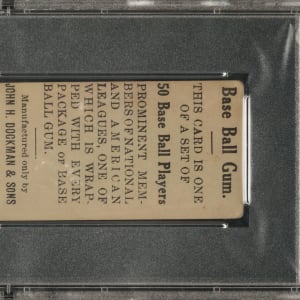 Base Ball Gum.
THIS CARD IS ONE
OF A SET OF
50 Base Ball Players
PROMINENT MEM-
BERS OF NATIONAL
AND AMERICAN
LEAGUES, ONE OF
WHICH IS WRAP-
PED WITH EVERY
PACKAGE OF BASE
BALL GUM.
Manufactured only by
JOHN H. DOCKMAN & SONS